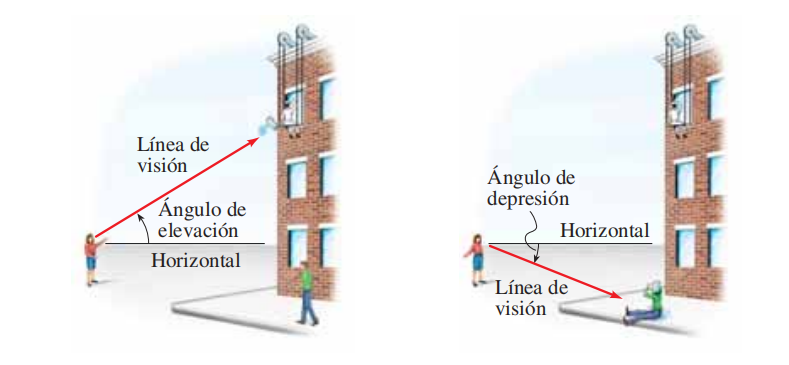 Línea de
visión
Ángulo de
elevación
Horizontal
Ángulo de
depresión
Horizontal
Línea de
visión